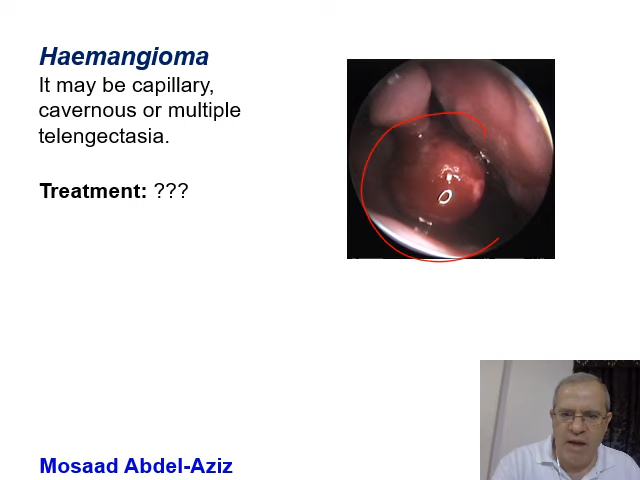 Haemangioma
It may be capillary,
cavernous or multiple
telengectasia.
Treatment: ???
Mosaad Abdel-Aziz